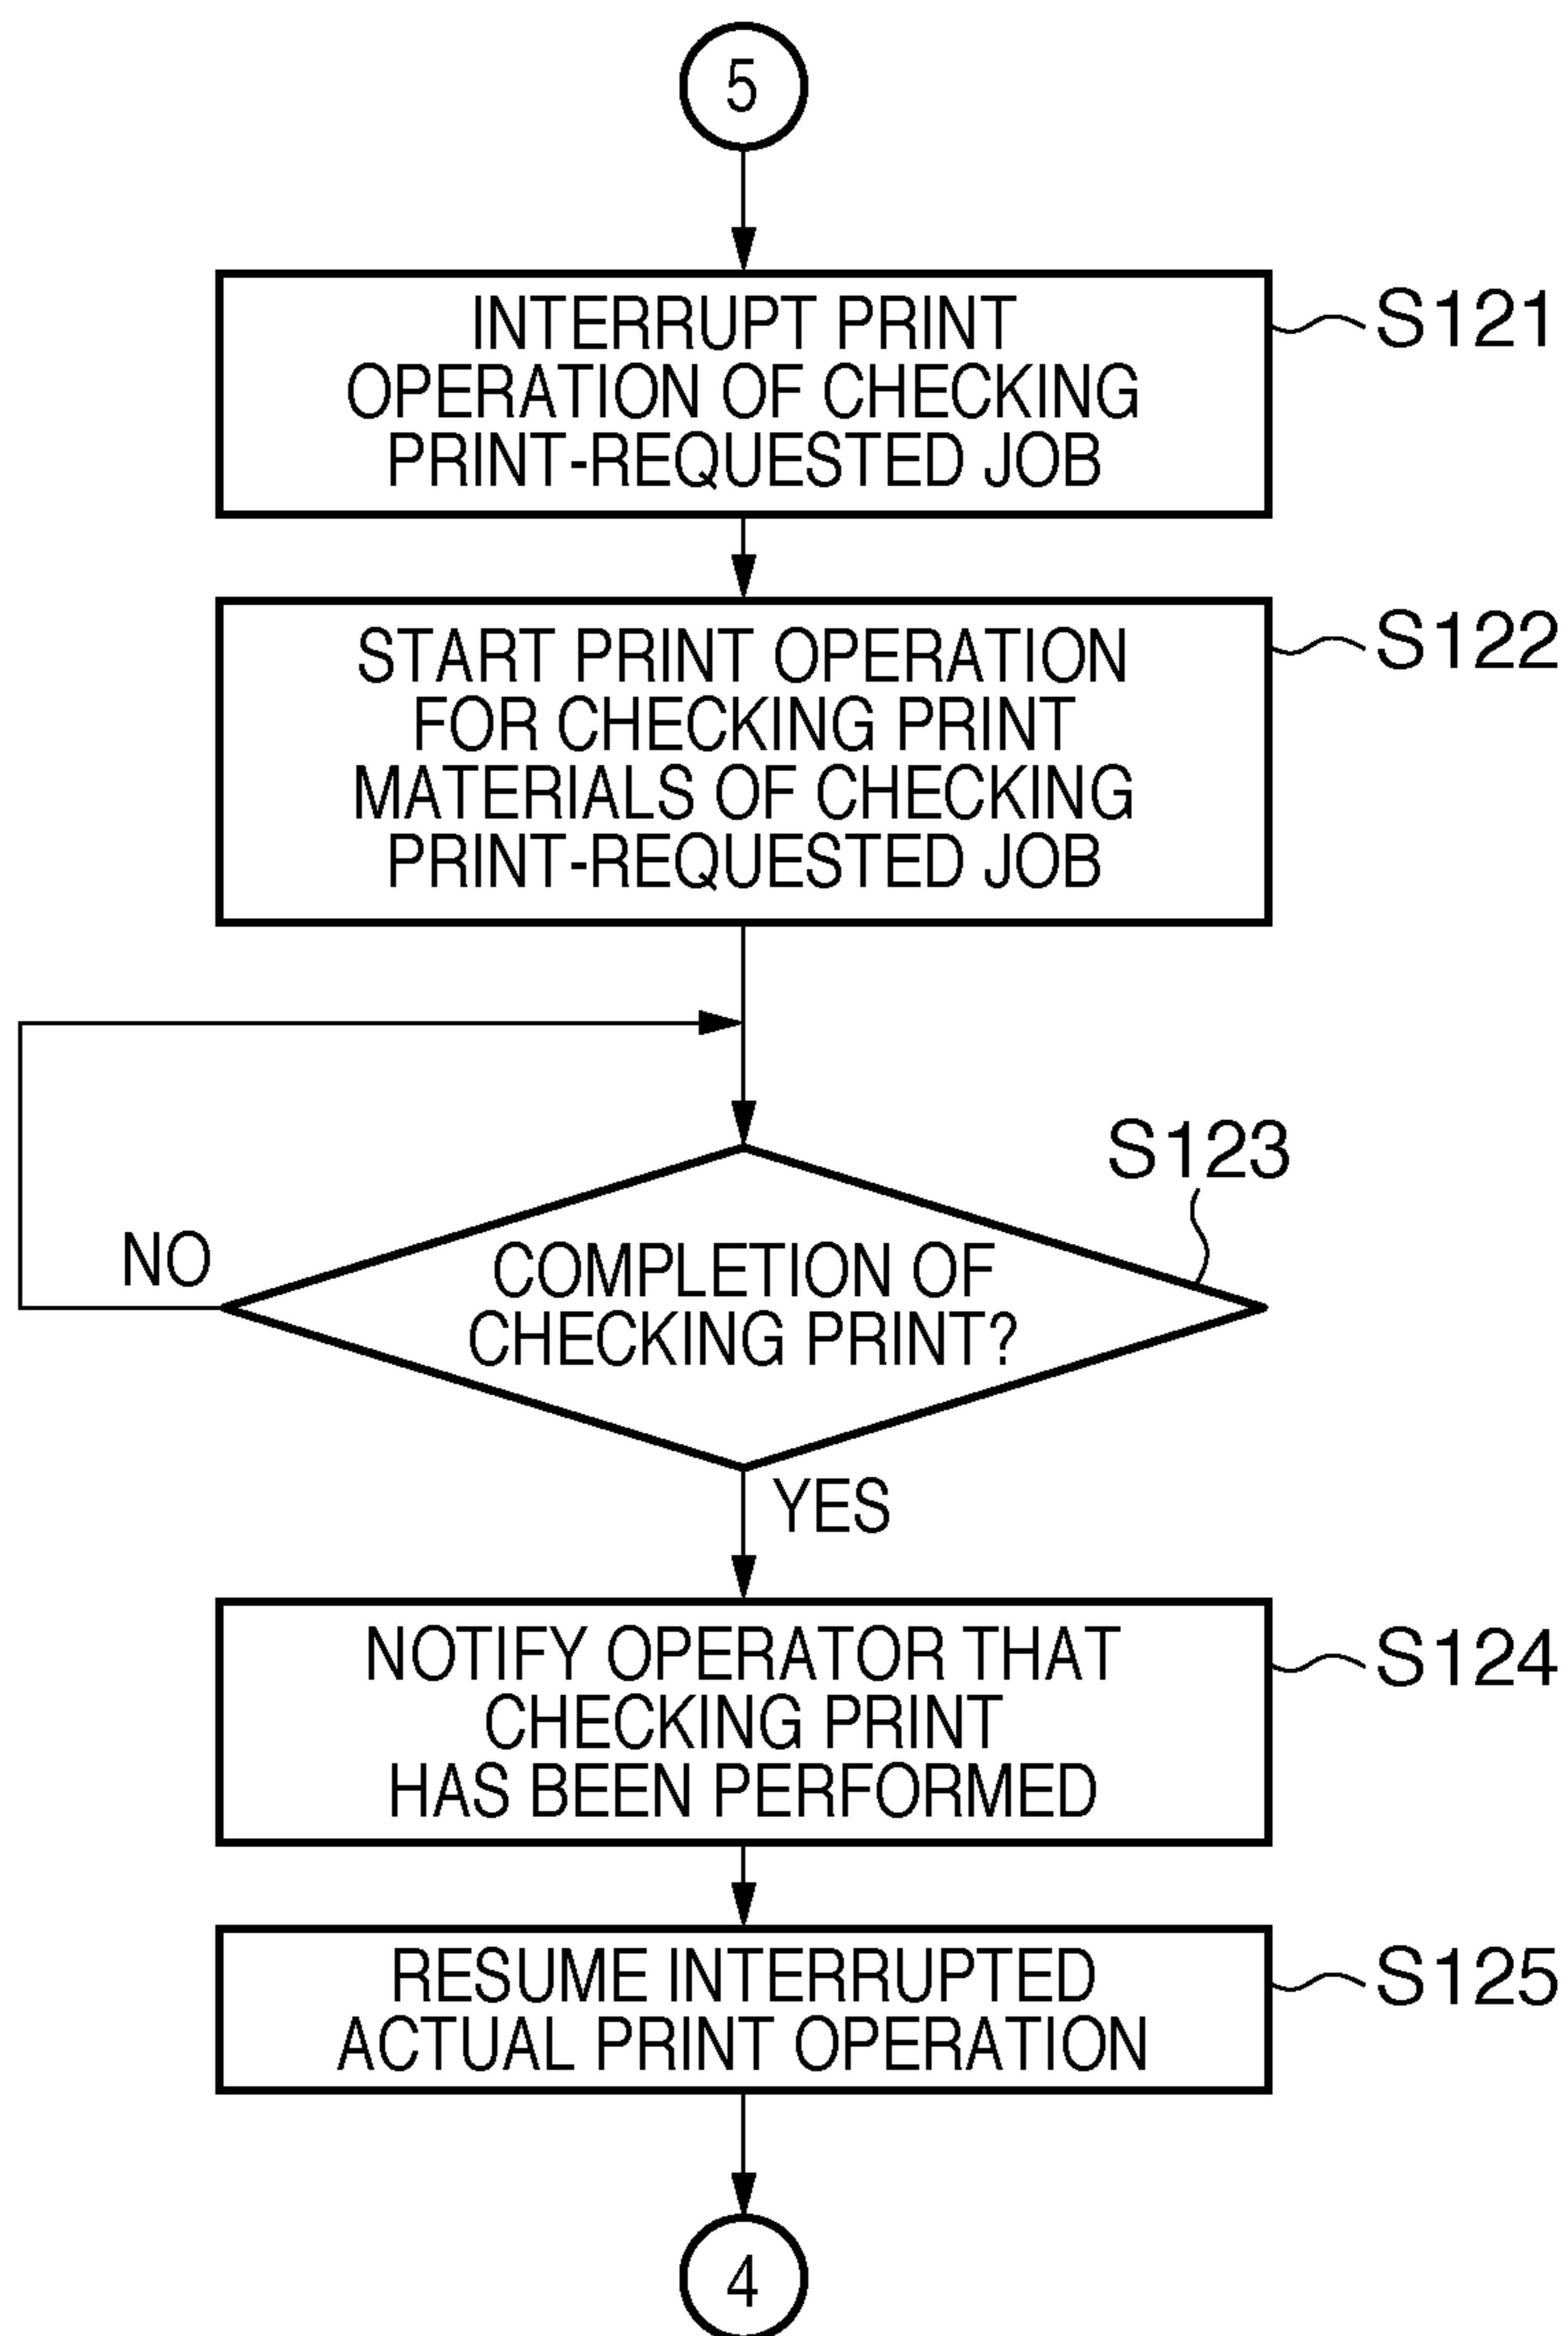 5
INTERRUPT PRINT
OPERATION OF CHECKING
PRINT-REQUESTED JOB
S121
START PRINT OPERATION
FOR CHECKING PRINT
MATERIALS OF CHECKING
PRINT-REQUESTED JOB
S122
S123
NO
COMPLETION OF
CHECKING PRINT?
YES
NOTIFY OPERATOR THAT
CHECKING PRINT
HAS BEEN PERFORMED
S124
RESUME INTERRUPTED
ACTUAL PRINT OPERATION
S125
4